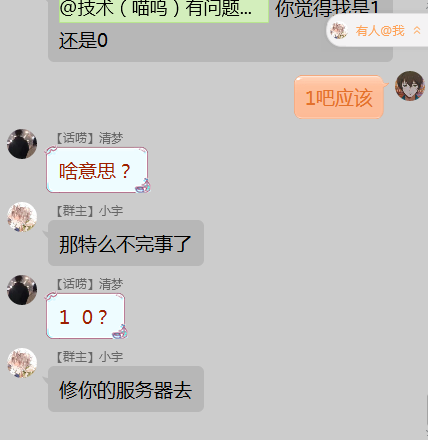 @技术（喵呜）有问题... 你觉得我是1
还是0
有人@我
1吧应该
【话唠】清梦
啥意思？
【群主】小宇
那特么不完事了
【话唠】清梦
1 0？
【群主】小宇
修你的服务器去